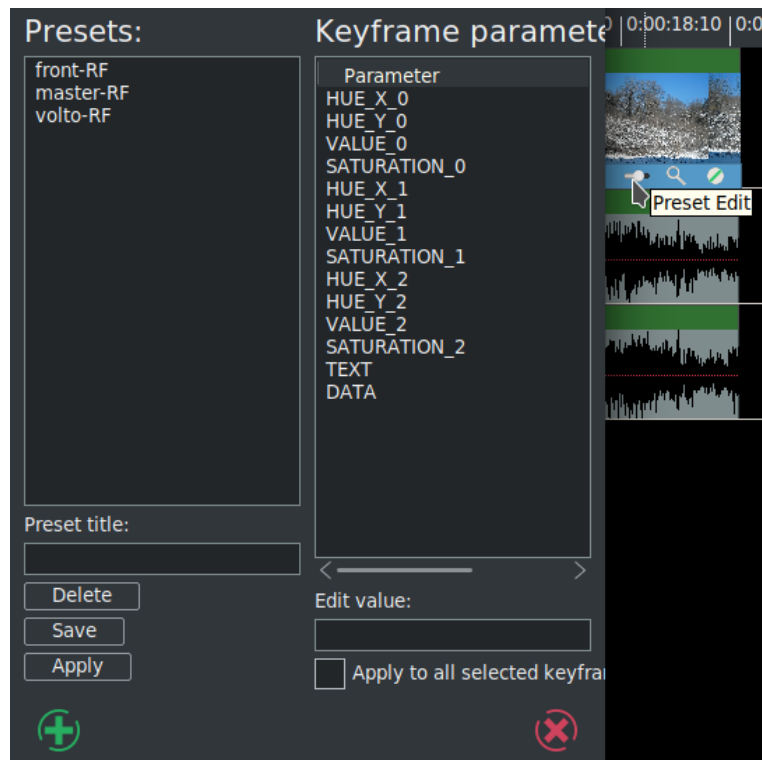 Presets:
front-RF
master-RF
volto-RF
Preset title:
Delete
Save
Apply
Keyframe paramet
Parameter
HUE_X_0
HUE_Y_0
VALUE_0
SATURATION_0
HUE_X_1
HUE_Y_1
VALUE_1
SATURATION_1
HUE_X_2
HUE_Y_2
VALUE_2
SATURATION_2
TEXT
DATA
Edit value:
Apply to all selected keyfra
0:00:18:10 0:0
Preset Edit